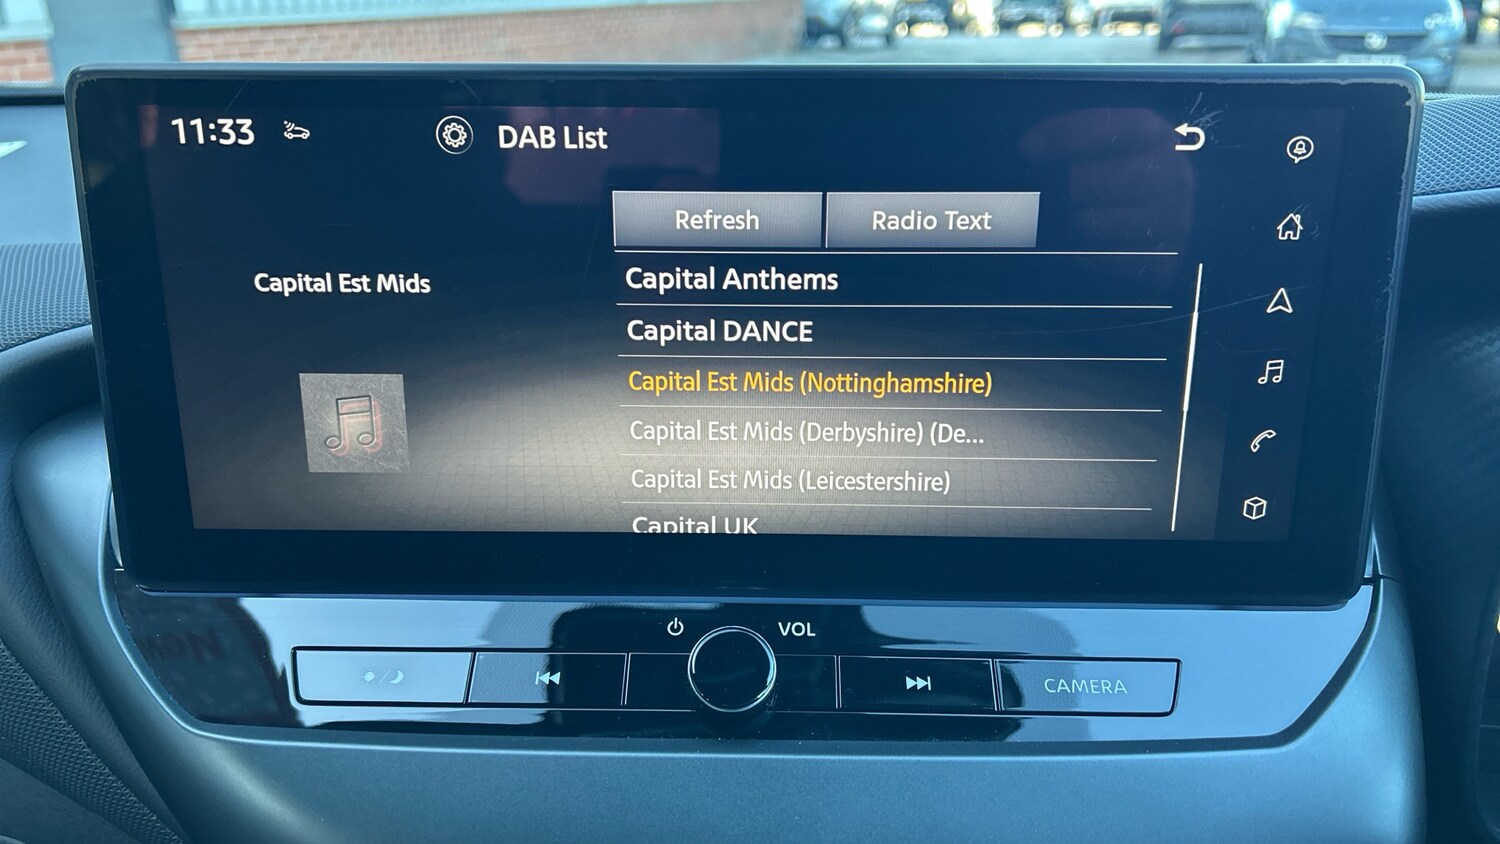 11:33
DAB List
Refresh
Radio Text
Capital Est Mids
Capital Anthems
Capital DANCE
Capital Est Mids (Nottinghamshire)
Capital Est Mids (Derbyshire) (De...
Capital Est Mids (Leicestershire)
Capital UK
VOL
CAMERA